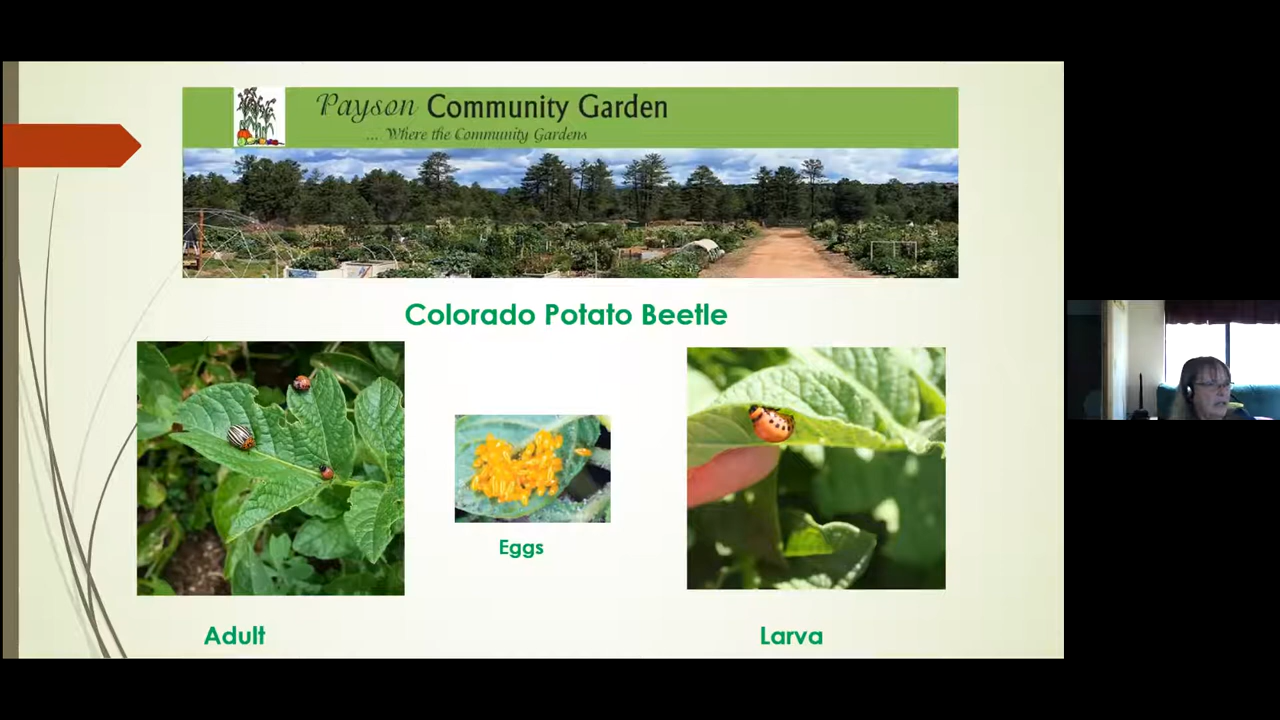 Payson Community Garden
... Where the Community Gardens
Colorado Potato Beetle
Eggs
Adult
Larva